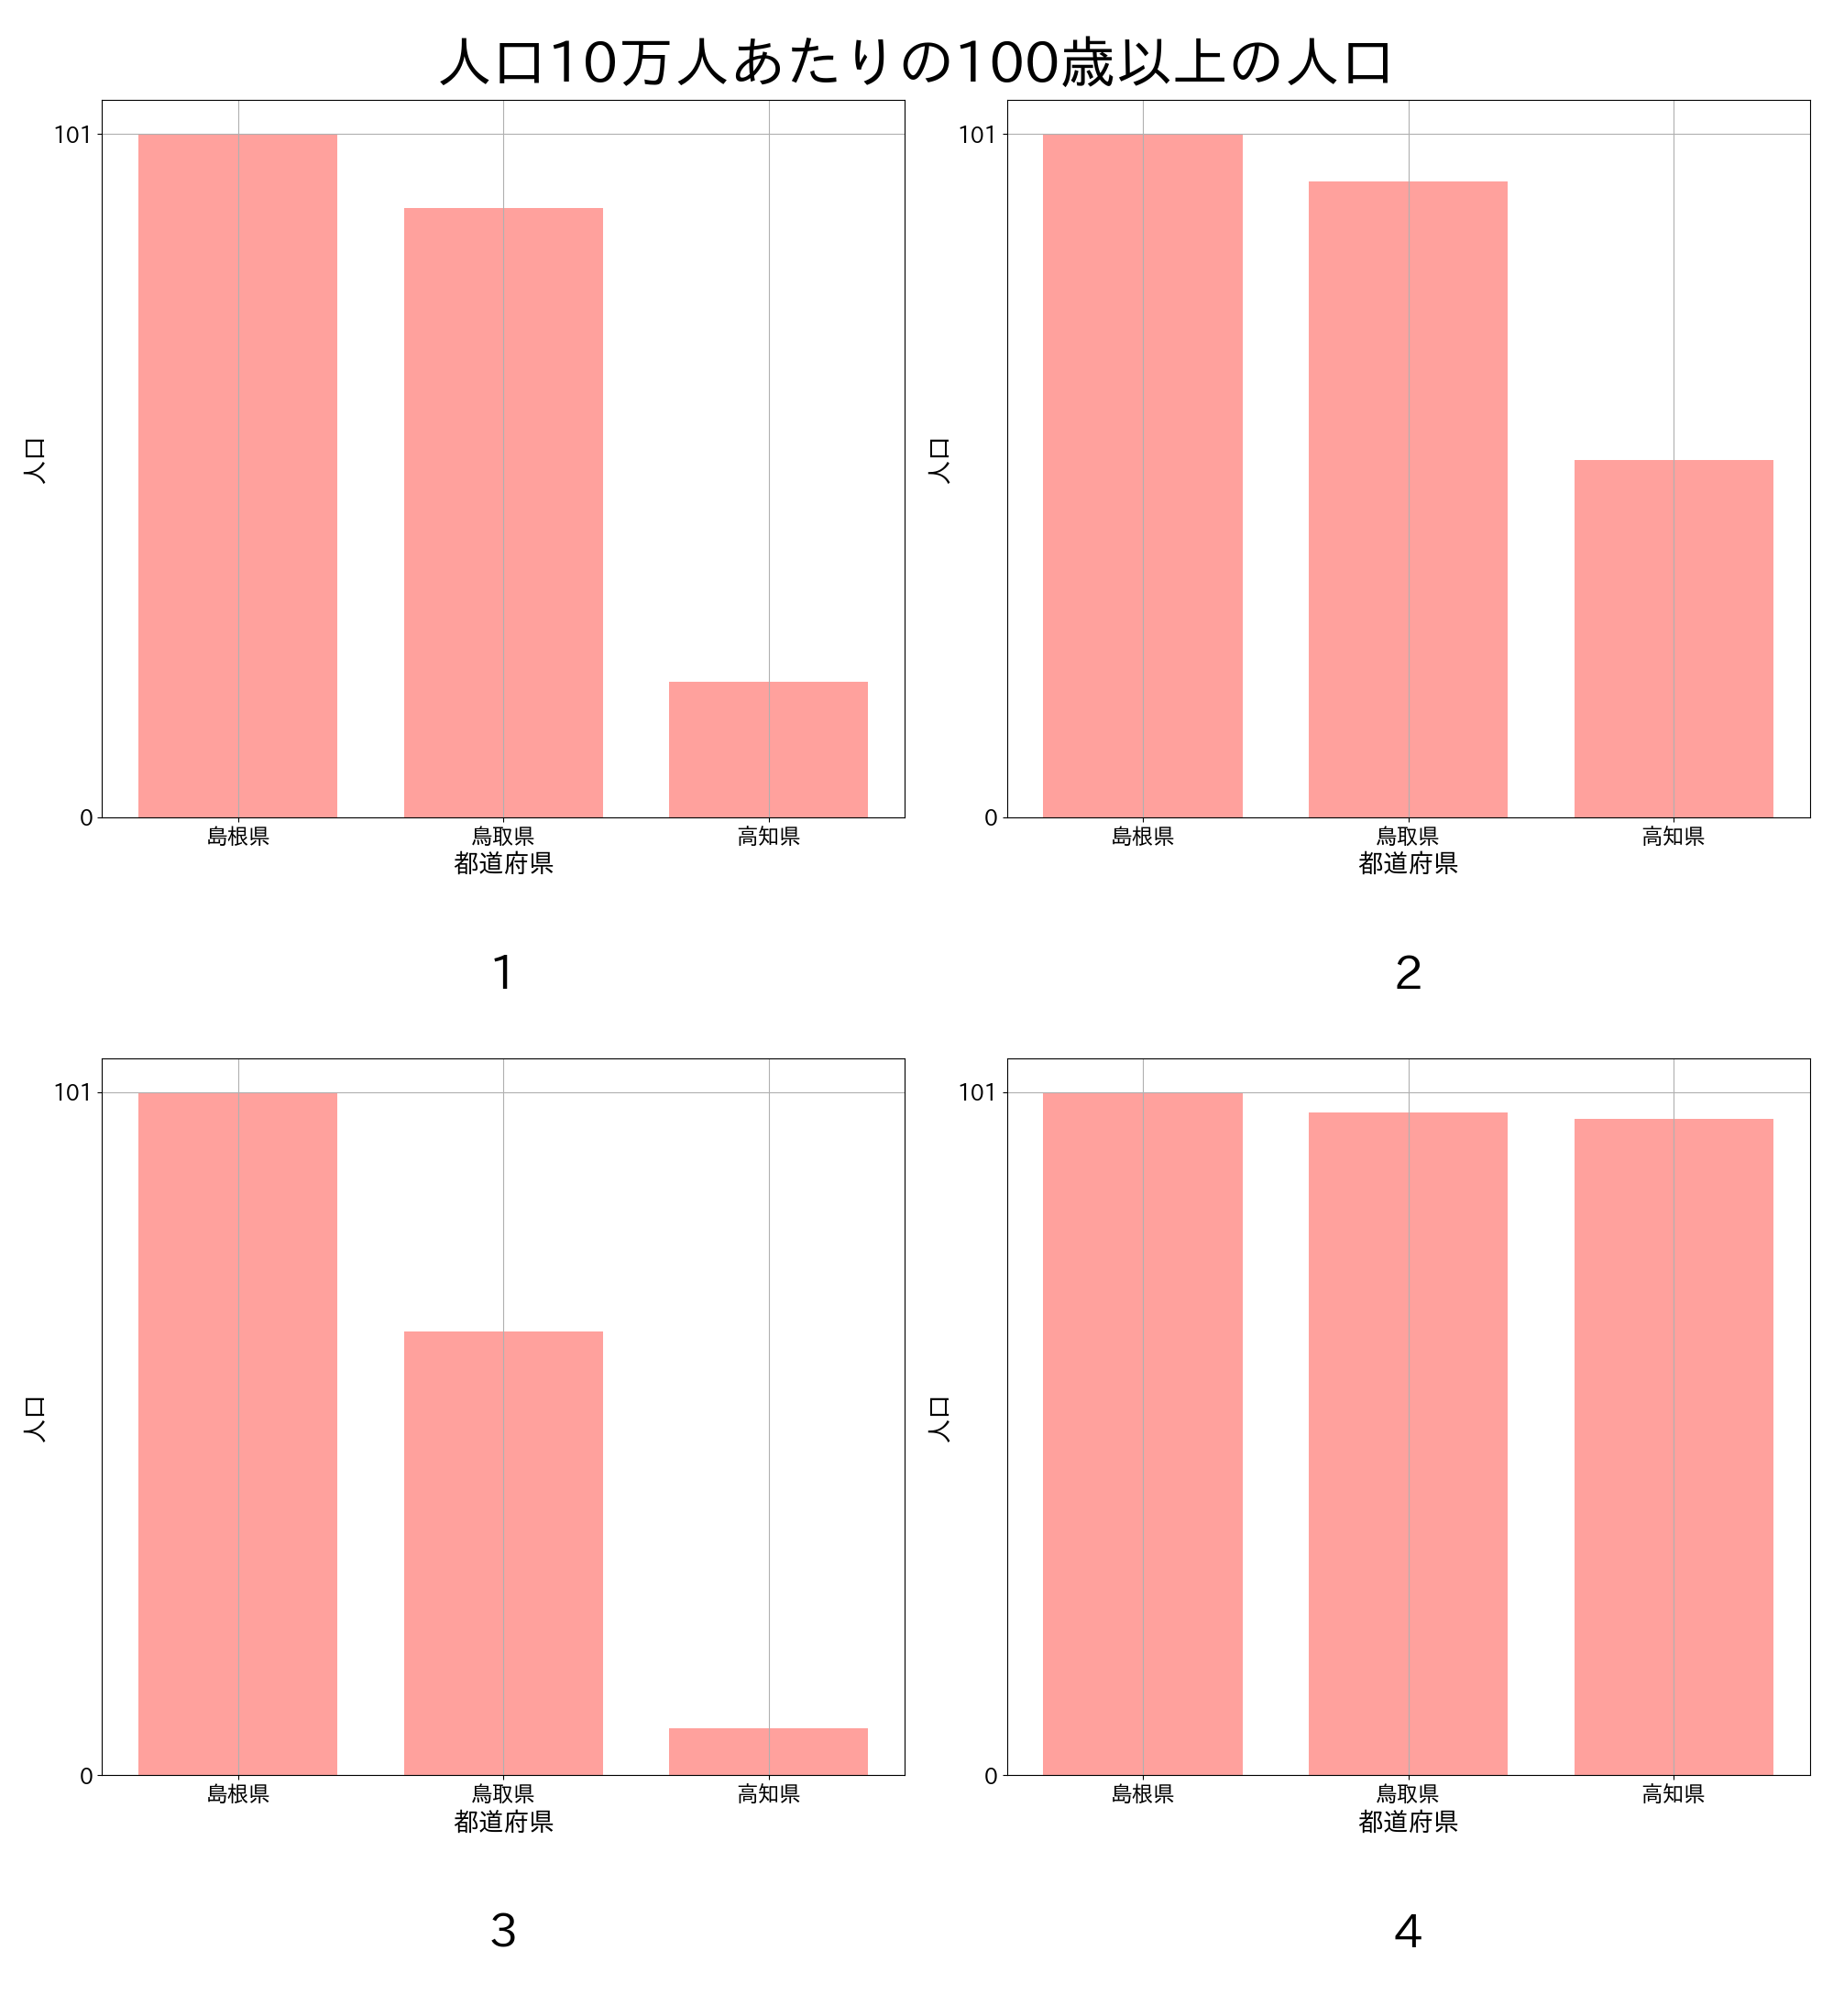 人口10万人あたりの100歳以上の人口
101
人口
0
島根県 鳥取県 高知県
都道府県
1
101
人口
0
島根県 鳥取県 高知県
都道府県
2
101
人口
0
島根県 鳥取県 高知県
都道府県
3
101
人口
0
島根県 鳥取県 高知県
都道府県
4